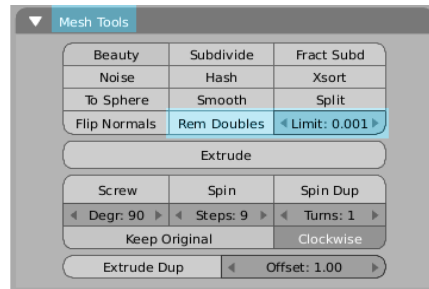 Mesh Tools
Beauty Subdivide Fract Subd
Noise Hash Xsort
To Sphere Smooth Split
Flip Normals Rem Doubles Limit: 0.001
Extrude
Screw Spin Spin Dup
Degr: 90 Steps: 9 Turns: 1
Keep Original Clockwise
Extrude Dup Offset: 1.00